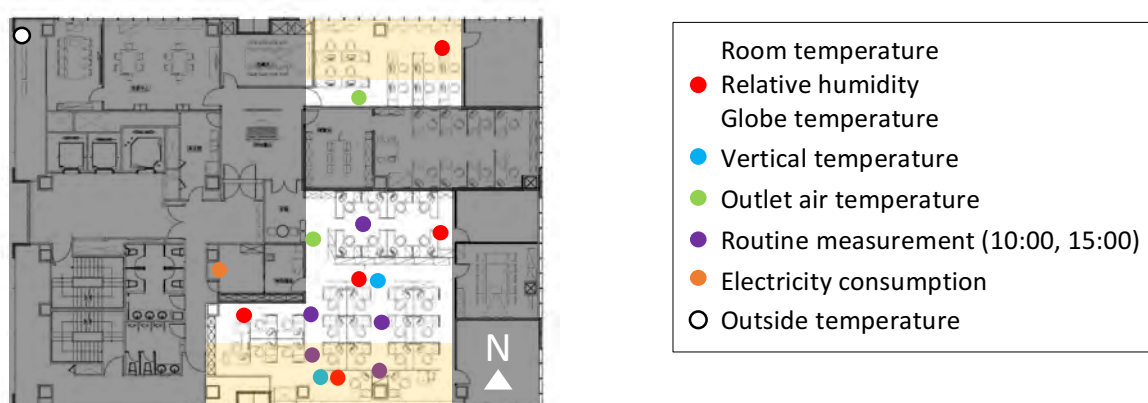 N
Room temperature
Relative humidity
Globe temperature
Vertical temperature
Outlet air temperature
Routine measurement (10:00, 15:00)
Electricity consumption
Outside temperature